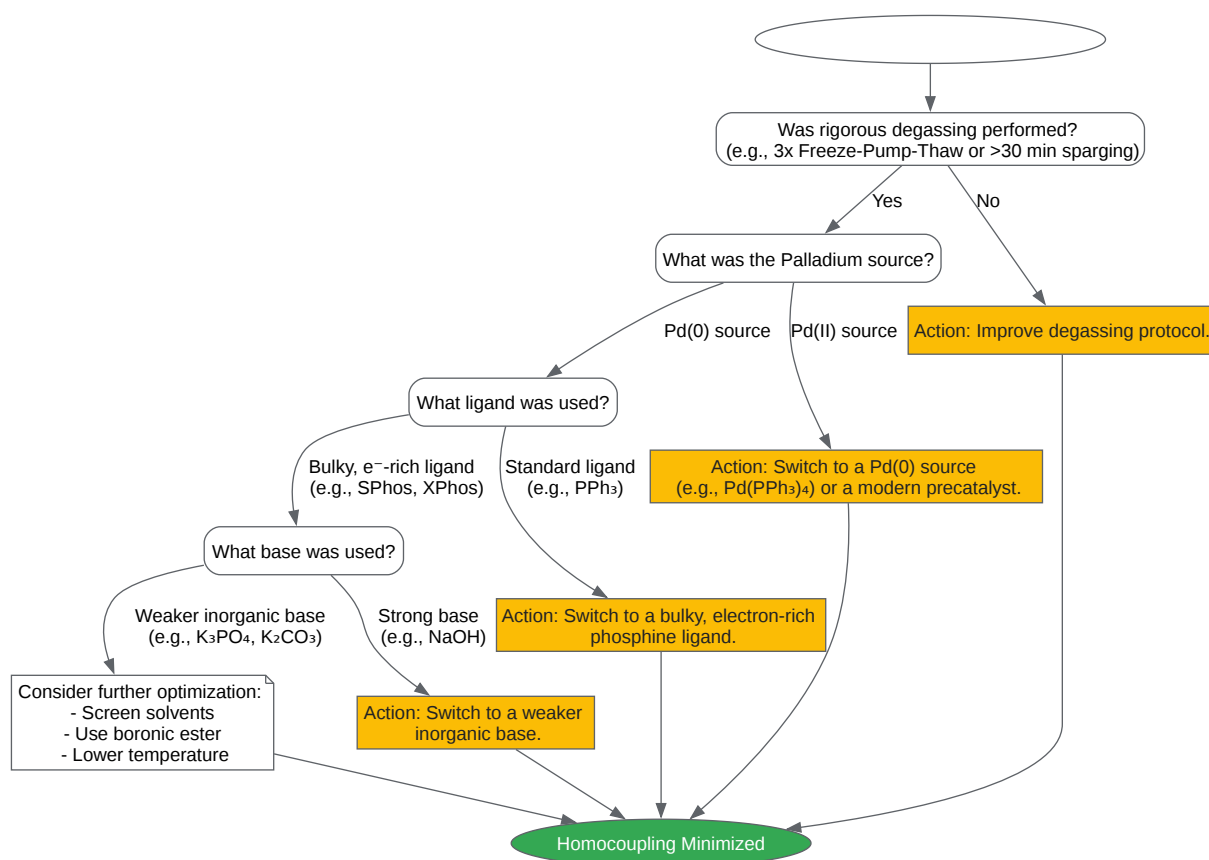 Was rigorous degassing performed?
(e.g., 3x Freeze-Pump-Thaw or >30 min sparging)
Yes
No
What was the Palladium source?
Pd(0) source
Pd(II) source
Action: Improve degassing protocol.
What ligand was used?
Bulky, e⁻-rich ligand
(e.g., SPhos, XPhos)
Standard ligand
(e.g., PPh₃)
Action: Switch to a Pd(0) source
(e.g., Pd(PPh₃)₄) or a modern precatalyst.
What base was used?
Weaker inorganic base
(e.g., K₃PO₄, K₂CO₃)
Strong base
(e.g., NaOH)
Action: Switch to a bulky, electron-rich
phosphine ligand.
Consider further optimization:
- Screen solvents
- Use boronic ester
- Lower temperature
Action: Switch to a weaker
inorganic base.
Homocoupling Minimized